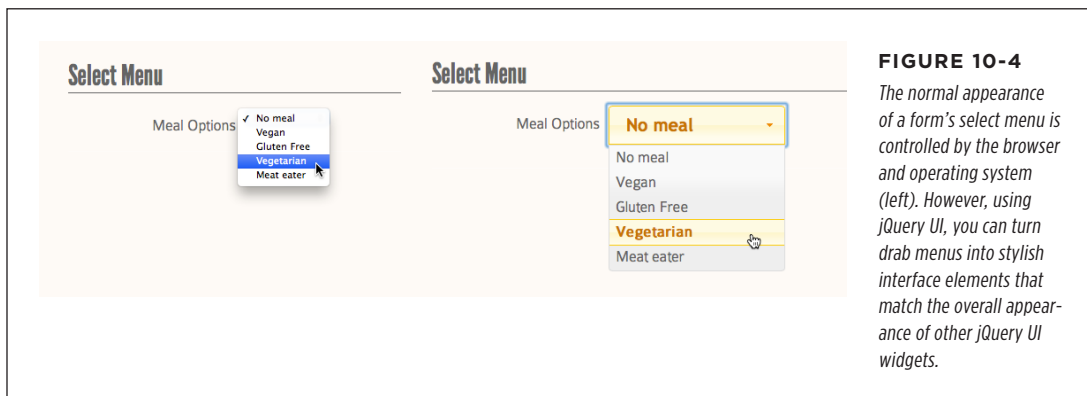 Select Menu
Meal Options
✓ No meal
Vegan
Gluten Free
Vegetarian
Meat eater
Select Menu
Meal Options
No meal
No meal
Vegan
Gluten Free
Vegetarian
Meat eater
FIGURE 10-4
The normal appearance
of a form's select menu is
controlled by the browser
and operating system
(left). However, using
jQuery UI, you can turn
drab menus into stylish
interface elements that
match the overall appear-
ance of other jQuery UI
widgets.